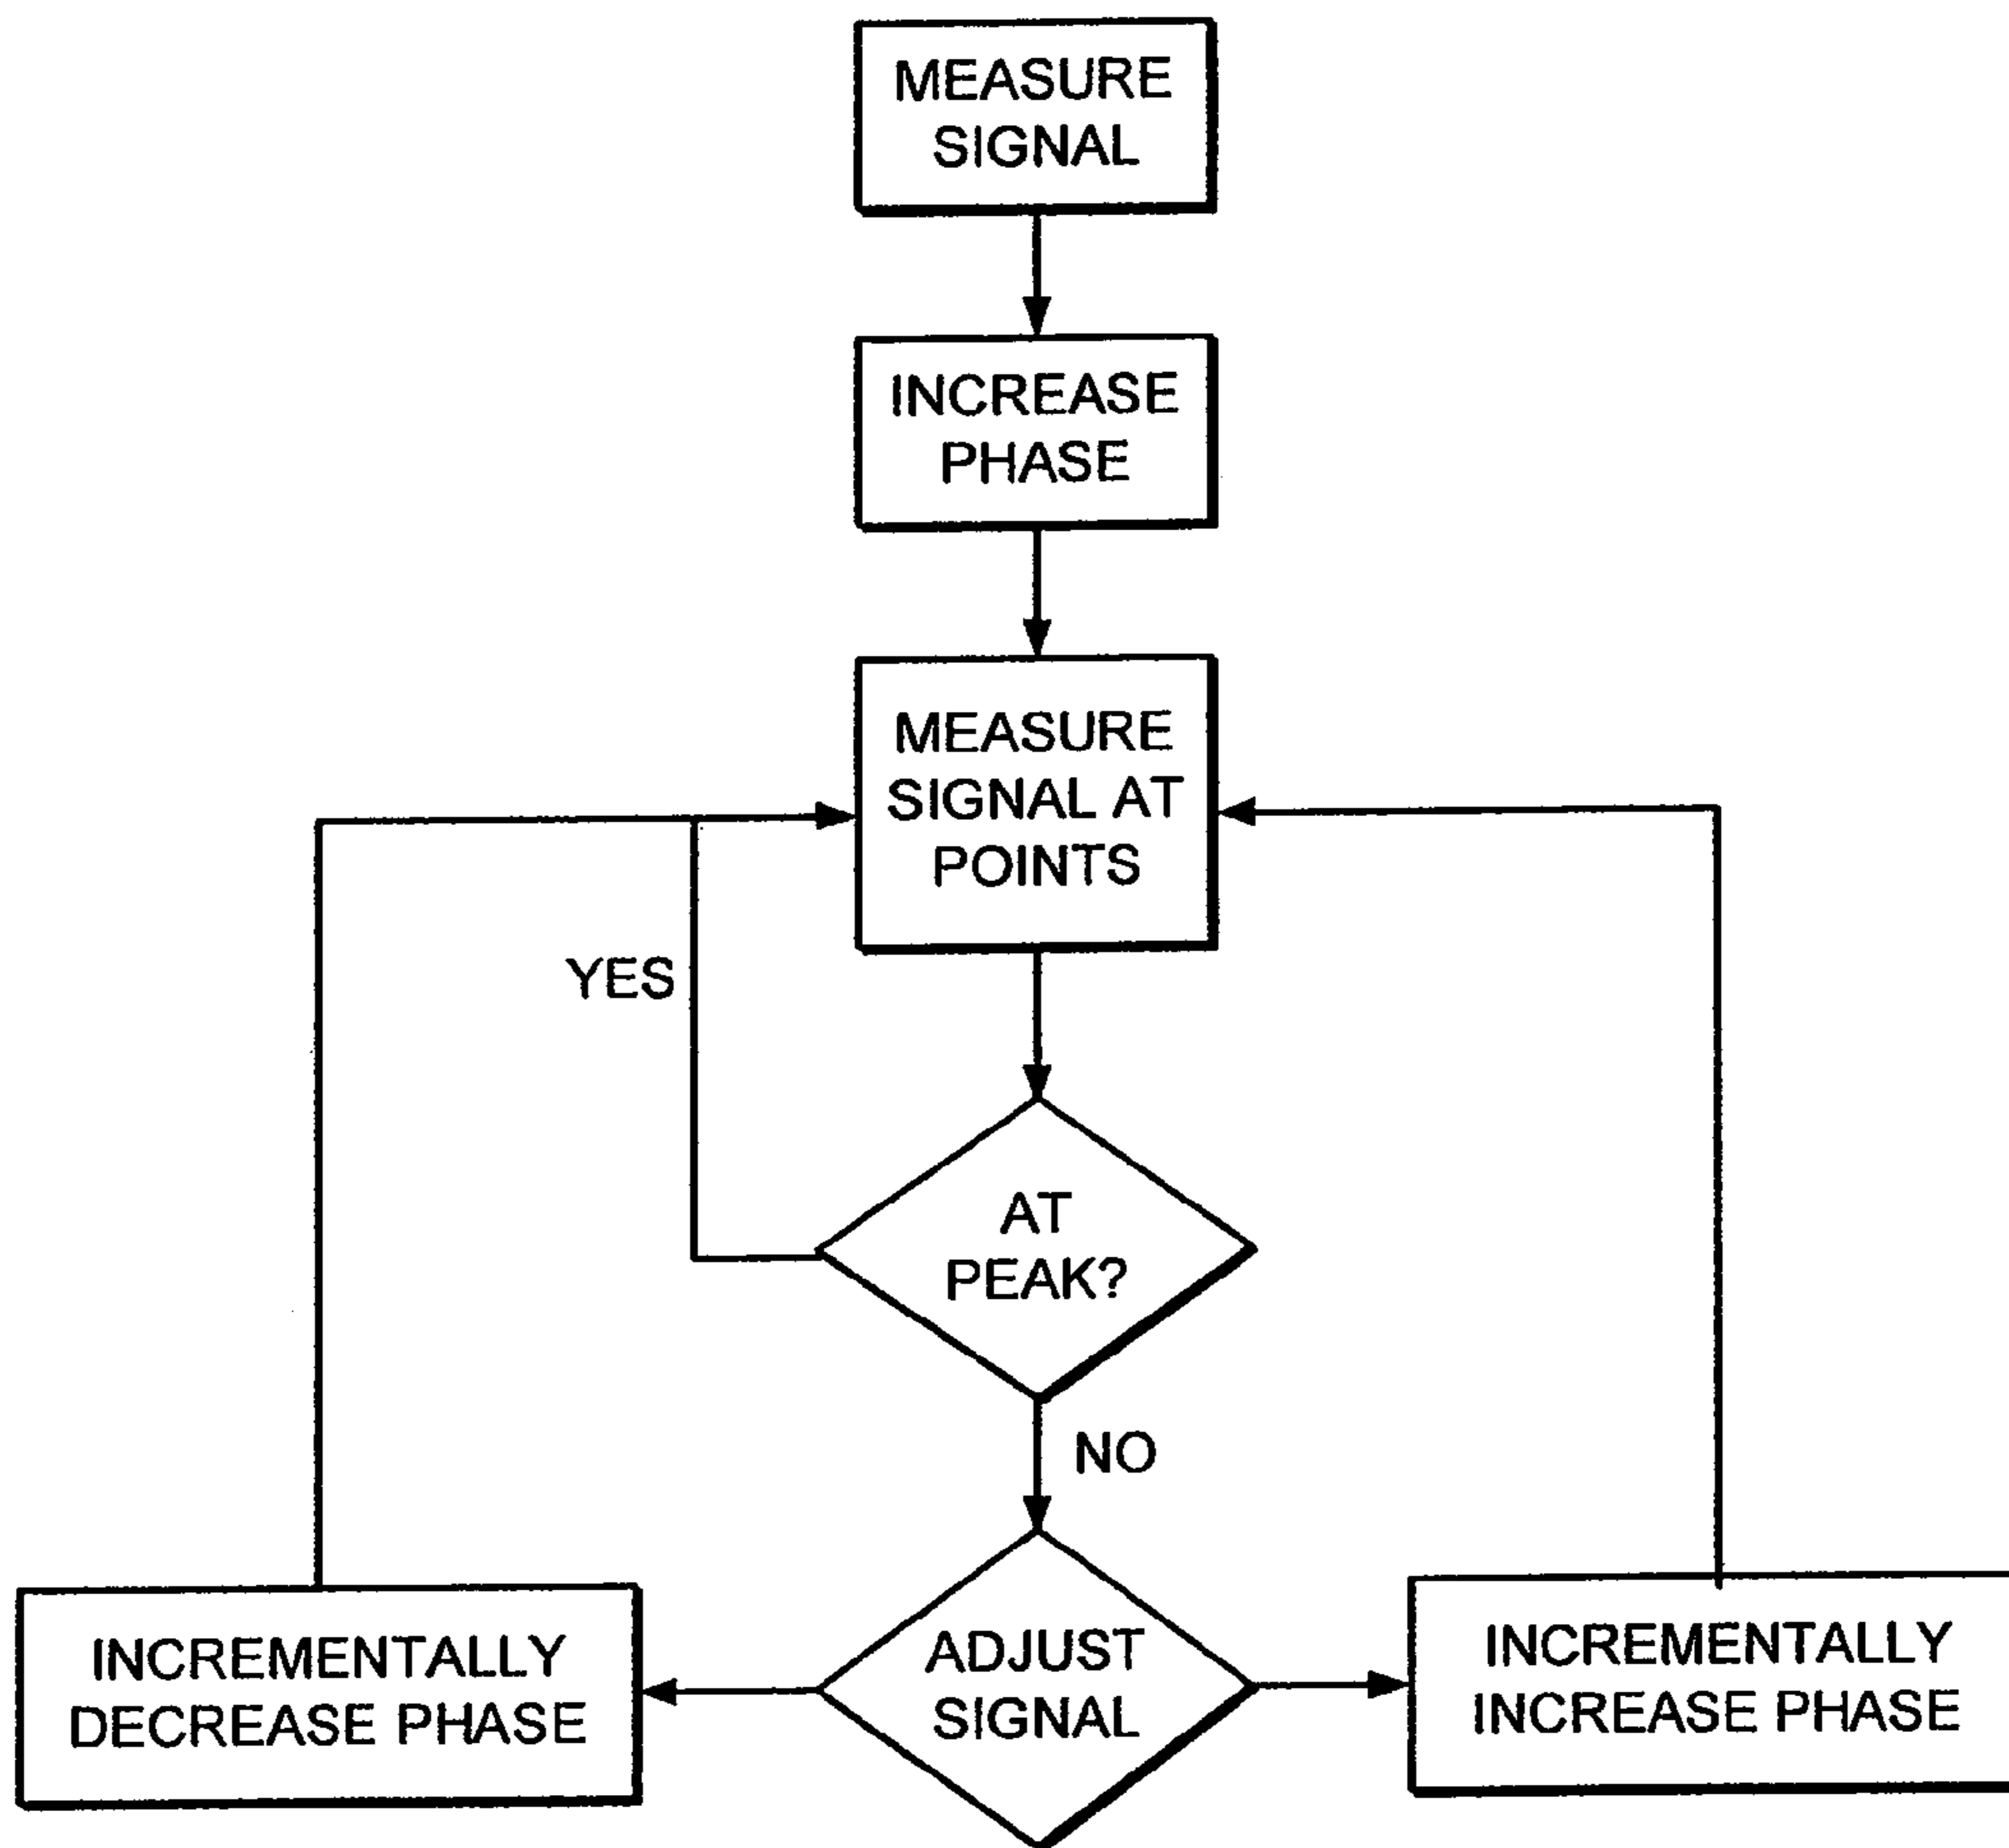 MEASURE
SIGNAL
INCREASE
PHASE
MEASURE
SIGNAL AT
POINTS
YES
AT
PEAK?
NO
ADJUST
SIGNAL
INCREMENTALLY
DECREASE PHASE
INCREMENTALLY
INCREASE PHASE